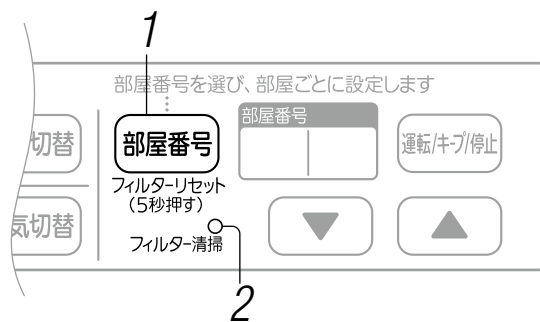 1
部屋番号を選び、部屋ごとに設定します
切替
部屋番号
部屋番号
運転/キープ/停止
フィルターリセット
(5秒押す)
気切替
フィルター清掃
▼
▲
2